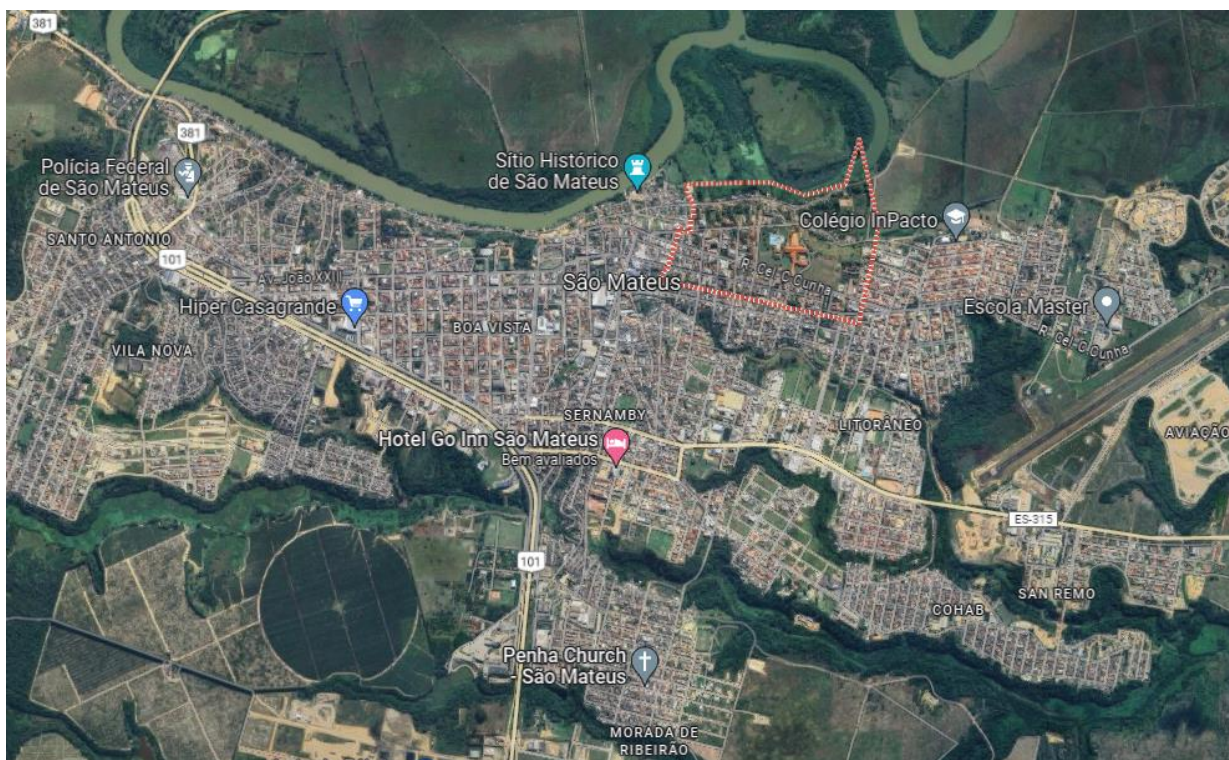 381
381
Polícia Federal
de São Mateus
SANTO ANTONIO
101
Av. João XXIII
Hiper Casagrande
VILA NOVA
BOA VISTA
Sítio Histórico
de São Mateus
Colégio InPacto
São Mateus
R. Cel. C Cunha
Escola Master
R. Cel. C Cunha
SERNAMBY
Hotel Go Inn São Mateus
Bem avaliados
LITORÂNEO
AVIAÇÃO
ES-315
101
SAN REMO
COHAB
Penha Church
- São Mateus
MORADA DE
RIBEIRÃO